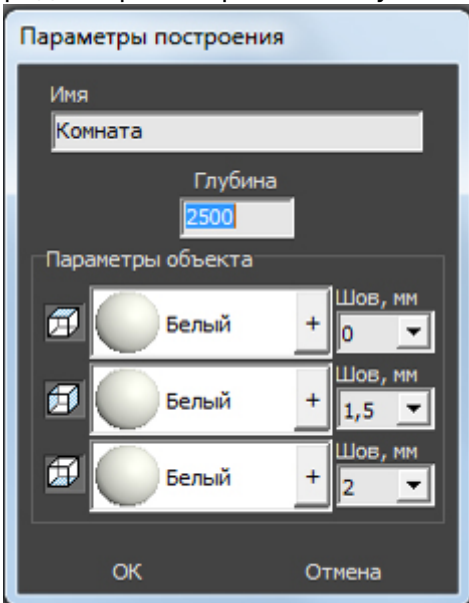 Параметры построения
Имя
Комната
Глубина
2500
Параметры объекта
Шов, мм
Белый + 0
Шов, мм
Белый + 1,5
Шов, мм
Белый + 2
ОК Отмена